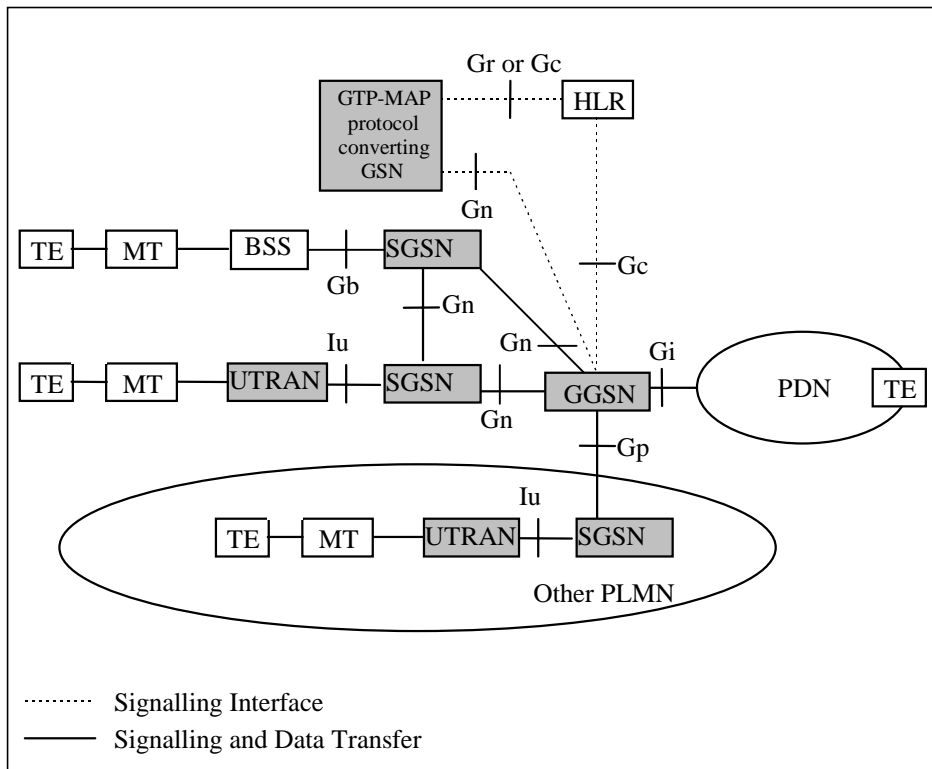 Gr or Gc
GTP-MAP
protocol
converting
GSN
HLR
Gn
TE
MT
BSS
SGSN
Gb
Gn
Gc
Gn
Iu
Gi
TE
MT
UTRAN
SGSN
Gn
GGSN
PDN
TE
Gp
Iu
TE
MT
UTRAN
SGSN
Other PLMN
Signalling Interface
Signalling and Data Transfer